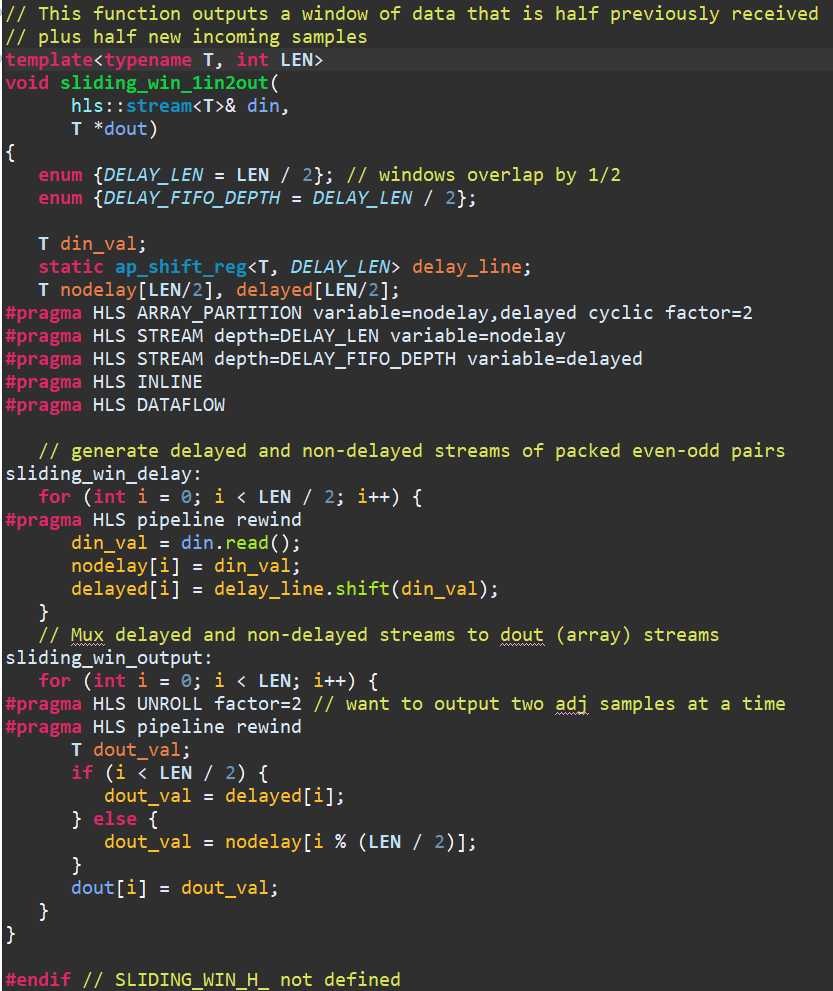 // This function outputs a window of data that is half previously received
// plus half new incoming samples
template<typename T, int LEN>
void sliding_win_1in2out(
      hls::stream<T>& din,
      T *dout)
{
   enum {DELAY_LEN = LEN / 2}; // windows overlap by 1/2
   enum {DELAY_FIFO_DEPTH = DELAY_LEN / 2};

   T din_val;
   static ap_shift_reg<T, DELAY_LEN> delay_line;
   T nodelay[LEN/2], delayed[LEN/2];
#pragma HLS ARRAY_PARTITION variable=nodelay,delayed cyclic factor=2
#pragma HLS STREAM depth=DELAY_LEN variable=nodelay
#pragma HLS STREAM depth=DELAY_FIFO_DEPTH variable=delayed
#pragma HLS INLINE
#pragma HLS DATAFLOW

   // generate delayed and non-delayed streams of packed even-odd pairs
sliding_win_delay:
   for (int i = 0; i < LEN / 2; i++) {
#pragma HLS pipeline rewind
      din_val = din.read();
      nodelay[i] = din_val;
      delayed[i] = delay_line.shift(din_val);
   }
   // Mux delayed and non-delayed streams to dout (array) streams
sliding_win_output:
   for (int i = 0; i < LEN; i++) {
#pragma HLS UNROLL factor=2 // want to output two adj samples at a time
#pragma HLS pipeline rewind
      T dout_val;
      if (i < LEN / 2) {
         dout_val = delayed[i];
      } else {
         dout_val = nodelay[i % (LEN / 2)];
      }
      dout[i] = dout_val;
   }
}

#endif // SLIDING_WIN_H_ not defined